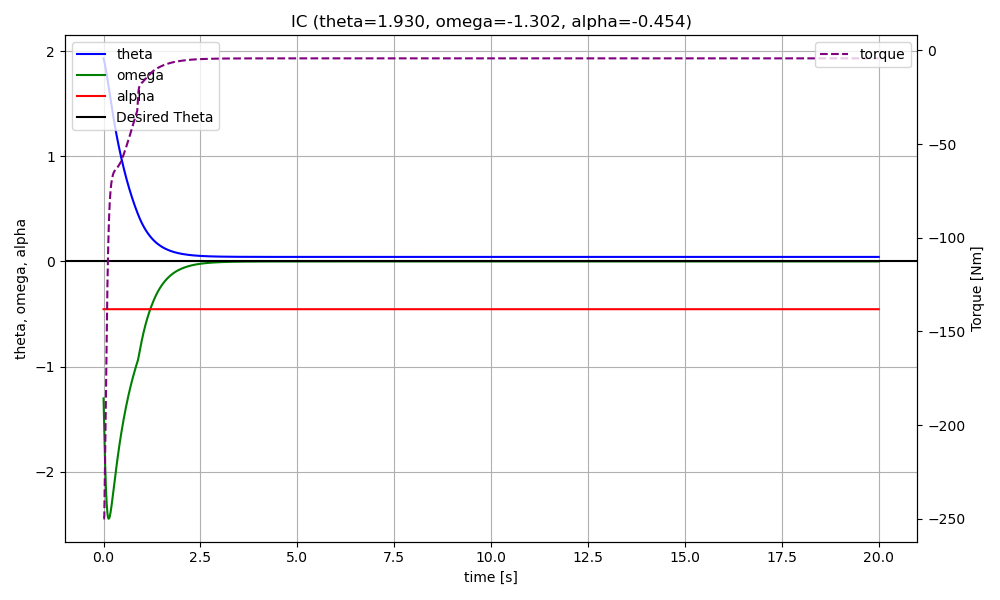 IC (theta=1.930, omega=-1.302, alpha=-0.454)
theta
omega
alpha
Desired Theta
torque
2
1
0
−1
−2
theta, omega, alpha
0
−50
−100
−150
−200
−250
Torque [Nm]
0.0 2.5 5.0 7.5 10.0 12.5 15.0 17.5 20.0
time [s]